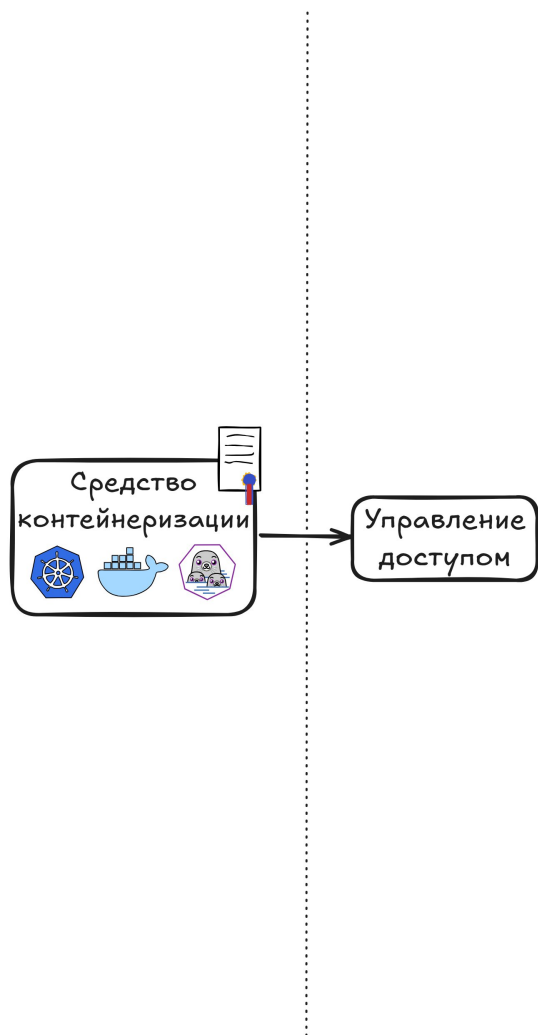 Средство
контейнеризации
Управление
доступом